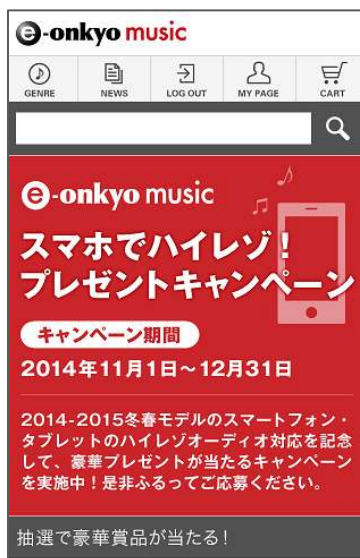 e-onkyo music
GENRE NEWS LOG OUT MY PAGE CART
e-onkyo music
スマホでハイレゾ！
プレゼントキャンペーン
キャンペーン期間
2014年11月1日～12月31日
2014-2015冬春モデルのスマートフォン・
タブレットのハイレゾオーディオ対応を記念
して、豪華プレゼントが当たるキャンペーン
を実施中！是非ふるってご応募ください。
抽選で豪華賞品が当たる！